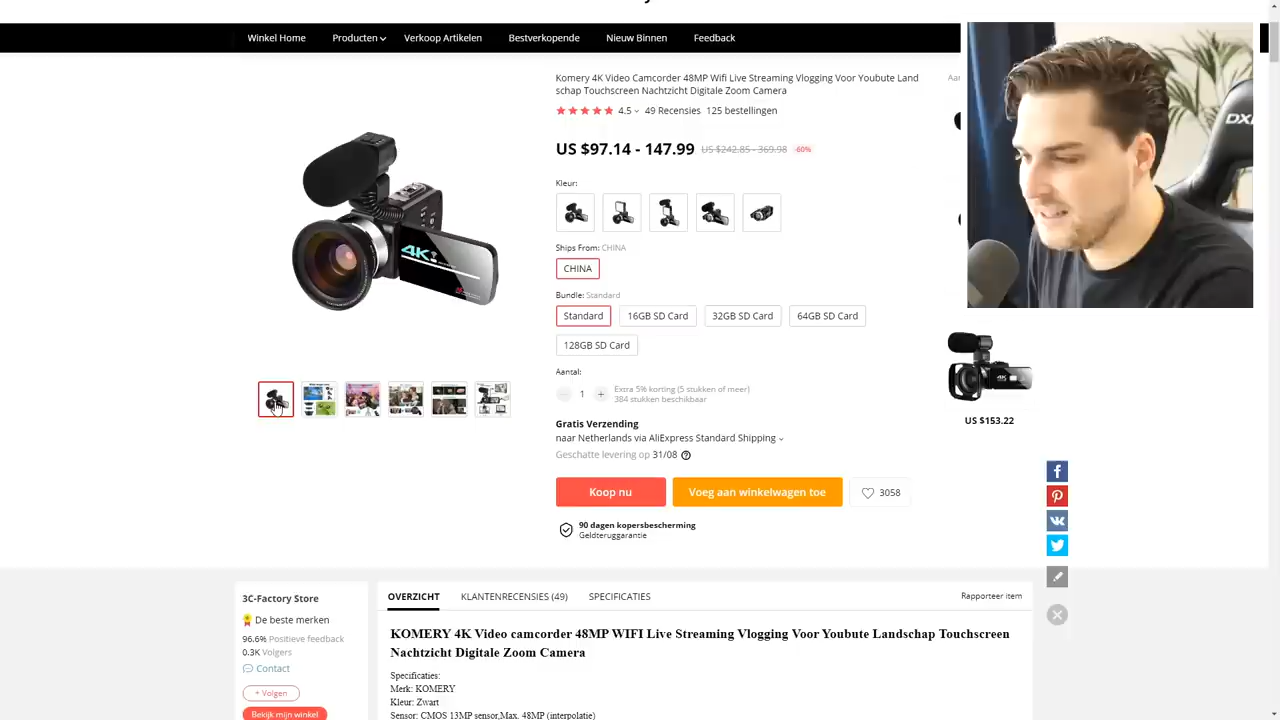 Winkel Home Producten Verkoop Artikelen Bestverkopende Nieuw Binnen Feedback
Komery 4K Video Camcorder 48MP Wifi Live Streaming Vlogging Voor Youbute Land
schap Touchscreen Nachtzicht Digitale Zoom Camera
4.5 49 Recensies 125 bestellingen
US $97.14 - 147.99 US $242.85 - 369.98 -60%
Kleur:
Ships From: CHINA
CHINA
Bundle: Standard
Standard 16GB SD Card 32GB SD Card 64GB SD Card
128GB SD Card
Aantal:
1 Extra 5% korting (5 stukken of meer)
384 stukken beschikbaar
Gratis Verzending
naar Netherlands via AliExpress Standard Shipping
Geschatte levering op 31/08
Koop nu Voeg aan winkelwagen toe 3058
90 dagen kopersbescherming
Geldteruggarantie
4K
US $153.22
3C-Factory Store
De beste merken
96.6% Positive feedback
0.3K Volgers
Contact
+ Volgen
Bekijk mijn winkel
OVERZICHT KLANTENRECENSIES (49) SPECIFICATIES Rapporteer item
KOMERY 4K Video camcorder 48MP WIFI Live Streaming Vlogging Voor Youbute Landschap Touchscreen
Nachtzicht Digitale Zoom Camera
Specificaties:
Merk: KOMERY
Kleur: Zwart
Sensor: CMOS 13MP sensor,Max. 48MP (interpolatie)